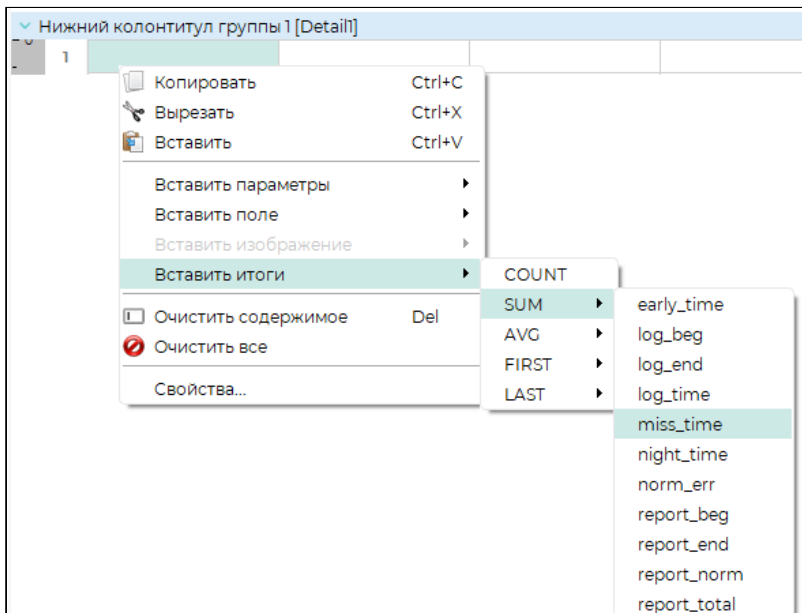 Нижний колонтитул группы 1 [Detail1]
1
Копировать Ctrl+C
Вырезать Ctrl+X
Вставить Ctrl+V
Вставить параметры
Вставить поле
Вставить изображение
Вставить итоги
Очистить содержимое Del
Очистить все
Свойства...
COUNT
SUM
AVG
FIRST
LAST
early_time
log_beg
log_end
log_time
miss_time
night_time
norm_err
report_beg
report_end
report_norm
report_total